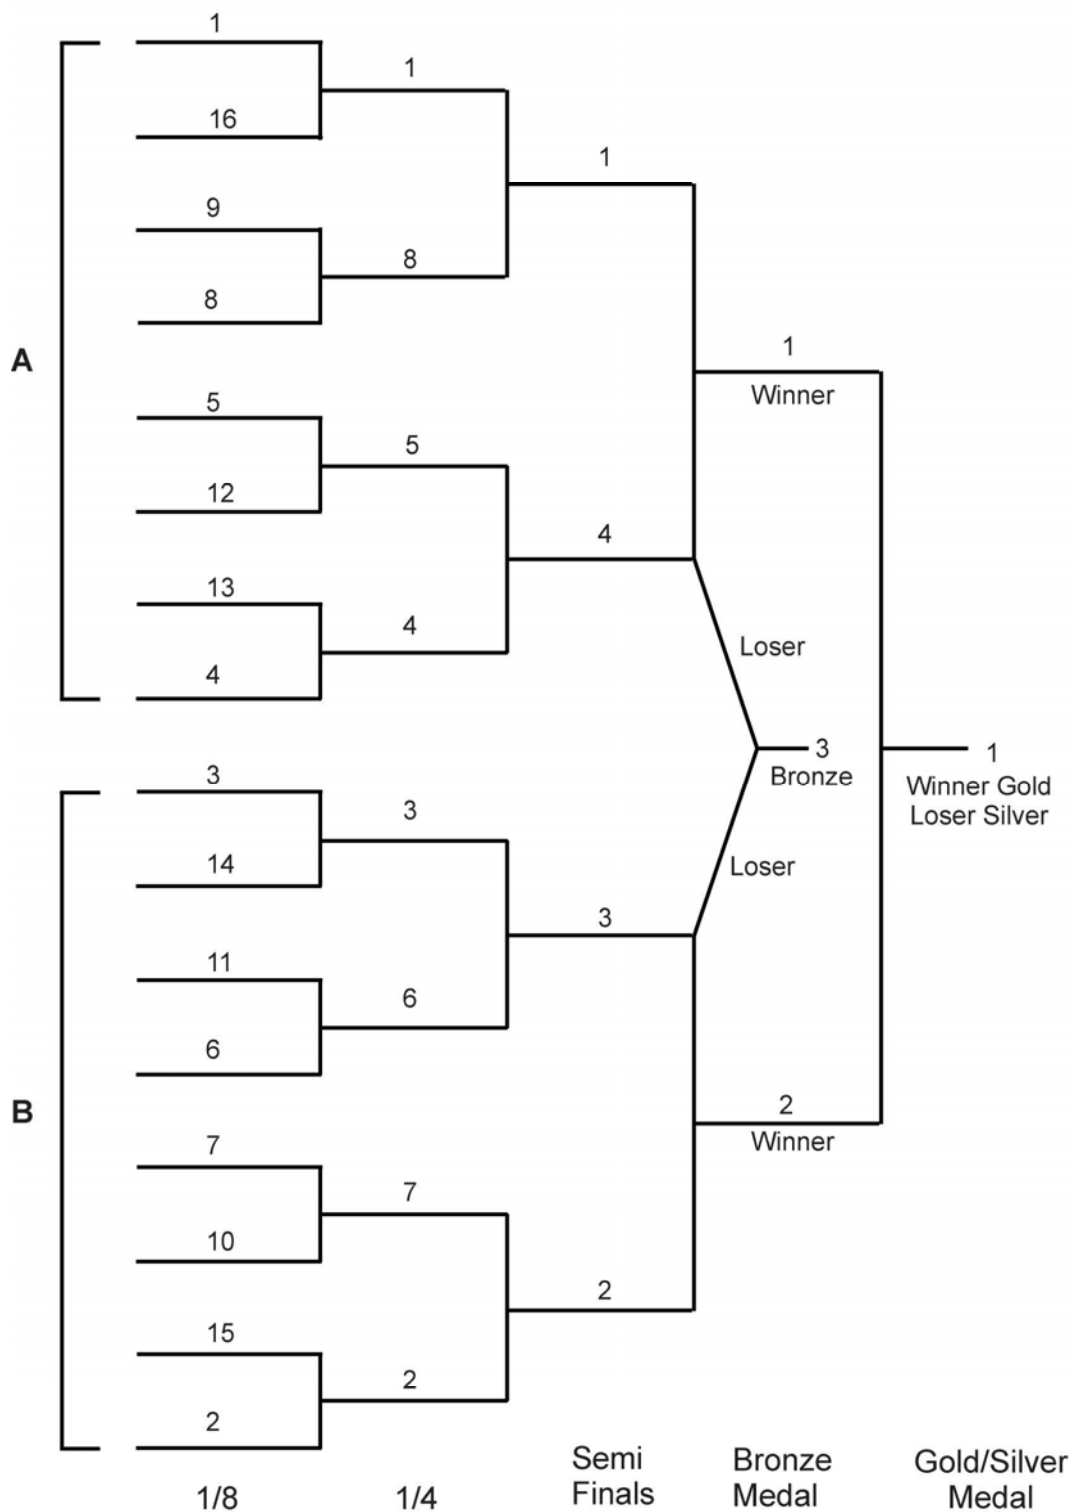 1
1
16
1
9
8
8
A
1
Winner
5
5
12
4
13
4
Loser
4
3
Bronze
1
Winner Gold
Loser Silver
3
3
14
Loser
3
11
6
6
B
2
Winner
7
7
10
2
15
2
2
1/8
1/4
Semi
Finals
Bronze
Medal
Gold/Silver
Medal